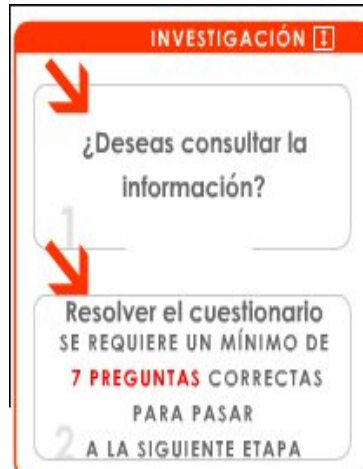 INVESTIGACIÓN
¿Deseas consultar la
información?
1
Resolver el cuestionario
SE REQUIERE UN MÍNIMO DE
7 PREGUNTAS CORRECTAS
PARA PASAR
2 A LA SIGUIENTE ETAPA